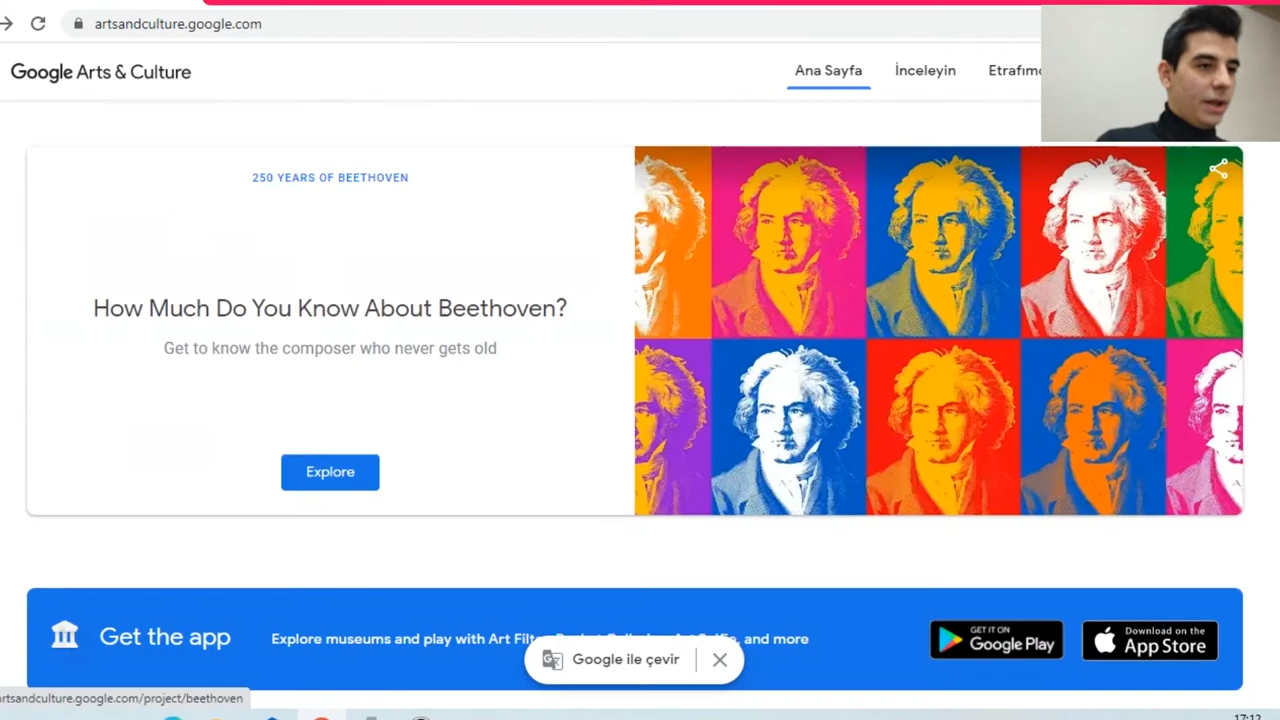 artsandculture.google.com
Google Arts & Culture
Ana Sayfa
İnceleyin
250 YEARS OF BEETHOVEN
How Much Do You Know About Beethoven?
Get to know the composer who never gets old
Explore
Get the app
Explore museums and play with Art and more
GET IT ON
Google Play
Download on the
App Store
Google ile çevir
artsandculture.google.com/project/beethoven
17:12